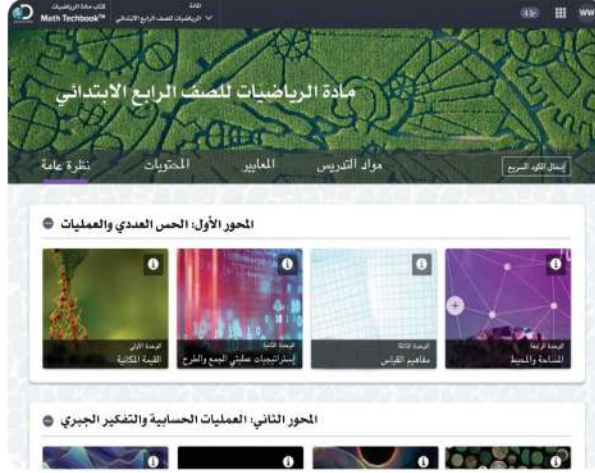 كتاب مادة الرياضيات
Math Techbook™
المادة
الرياضيات للصف الرابع الابتدائي
WW
مادة الرياضيات للصف الرابع الابتدائي
نظرة عامة
المحتويات
المعايير
مواد التدريس
إدخال الكود السريع
المحور الأول: الحس العددي والعمليات
الوحدة الأولى
القيمة المكانية
الوحدة الثانية
إستراتيجيات عمليتي الجمع والطرح
الوحدة الثالثة
مفاهيم القياس
الوحدة الرابعة
المساحة والمحيط
المحور الثاني: العمليات الحسابية والتفكير الجبري